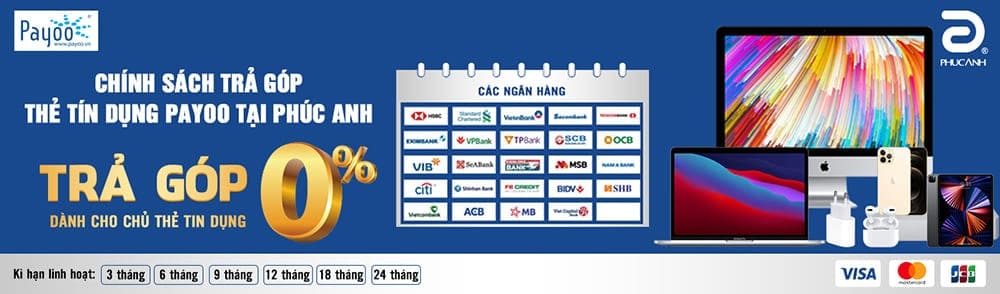 Payoo
www.payoo.vn
CHÍNH SÁCH TRẢ GÓP
THẺ TÍN DỤNG PAYOO TẠI PHÚC ANH
TRẢ GÓP 0%
DÀNH CHO CHỦ THẺ TIN DỤNG
CÁC NGÂN HÀNG
HSBC
Standard Chartered
VietinBank
Sacombank
EXIMBANK
VPBank
TPBank
SCB
OCB
VIB
SeABank
MSB
NAM A BANK
citi
Shinhan Bank
FE CREDIT
BIDV
SHB
Vietcombank
ACB
MB
Viet Capital Bank
PHUCANH
®
Kì hạn linh hoạt: 3 tháng 6 tháng 9 tháng 12 tháng 18 tháng 24 tháng
VISA mastercard JCB